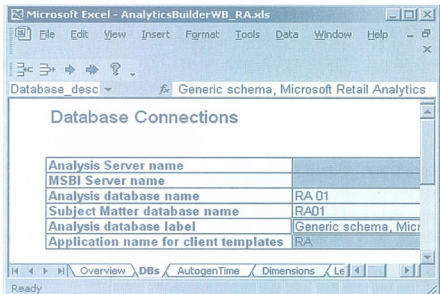 Microsoft Excel - AnalyticsBuilderWB_RA.xls
File Edit View Insert Format Tools Data Window Help
Database_desc fx Generic schema, Microsoft Retail Analytics
Database Connections
Analysis Server name
MSBI Server name
Analysis database name RA 01
Subject Matter database name RA01
Analysis database label Generic schema, Micr
Application name for client templates RA
Overview DBs AutogenTime Dimensions Le
Ready